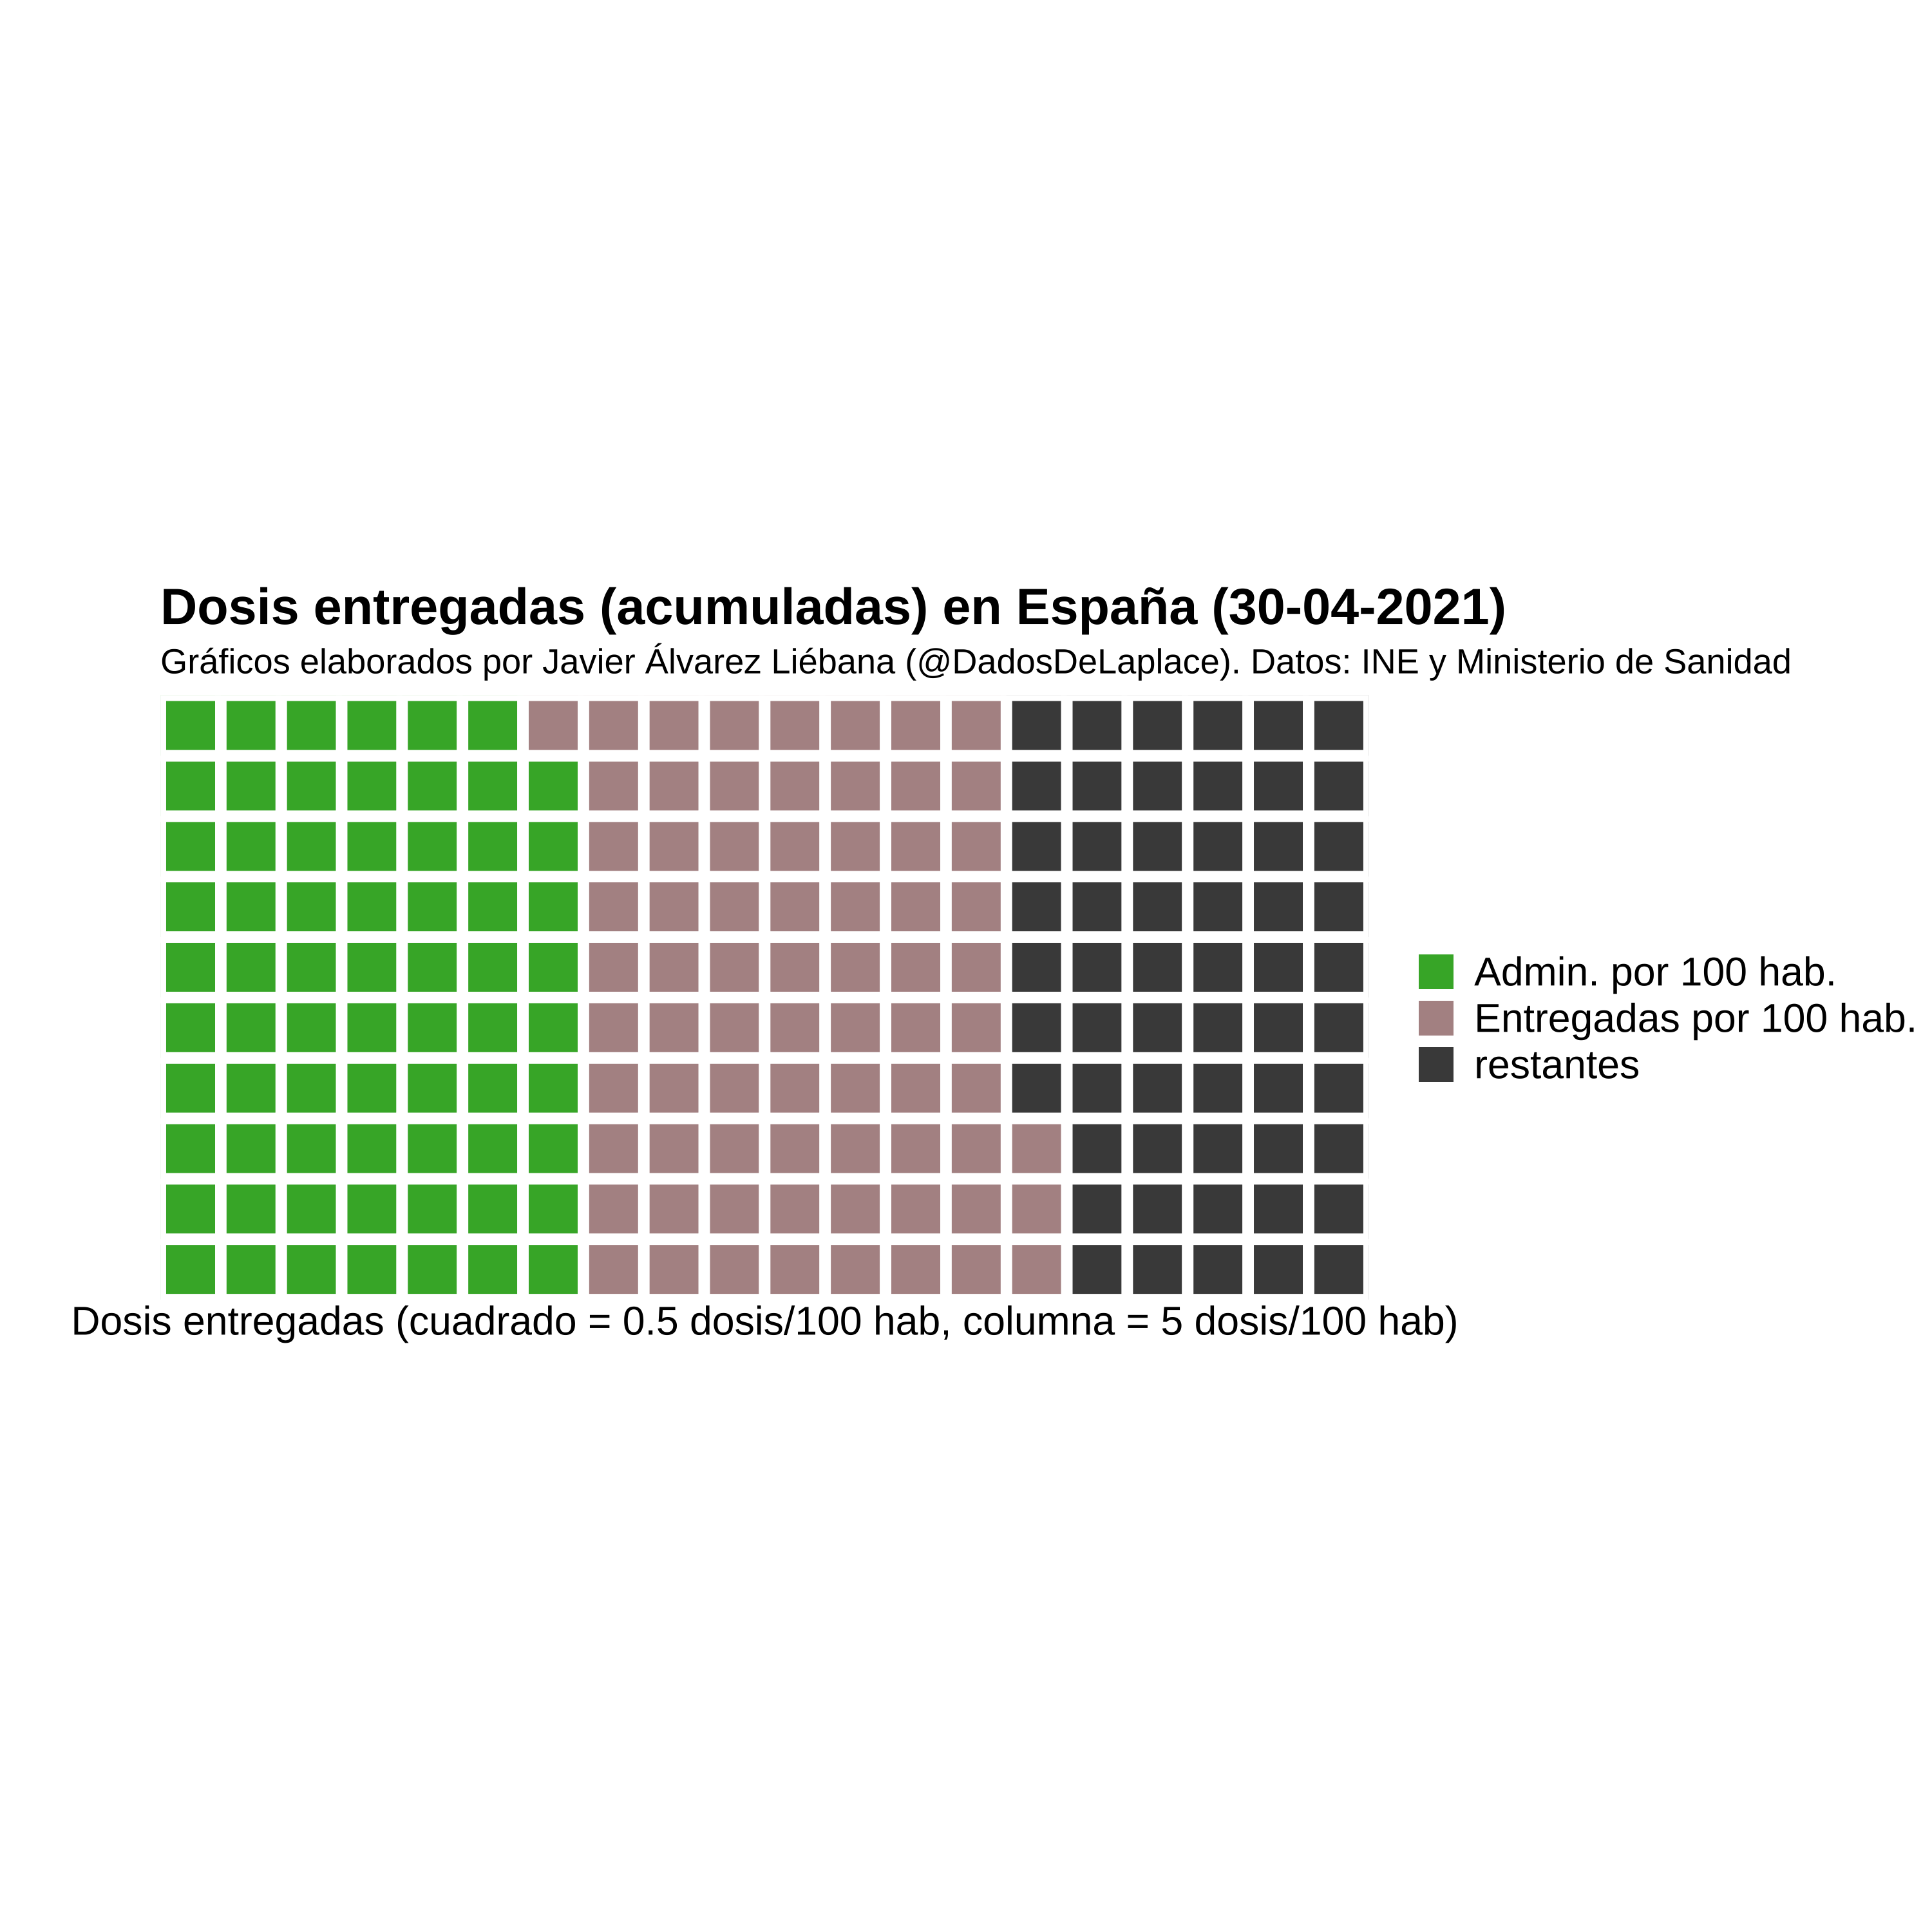 Dosis entregadas (acumuladas) en España (30-04-2021)
Gráficos elaborados por Javier Álvarez Liébana (@DadosDeLaplace). Datos: INE y Ministerio de Sanidad
Admin. por 100 hab.
Entregadas por 100 hab.
restantes
Dosis entregadas (cuadrado = 0.5 dosis/100 hab, columna = 5 dosis/100 hab)